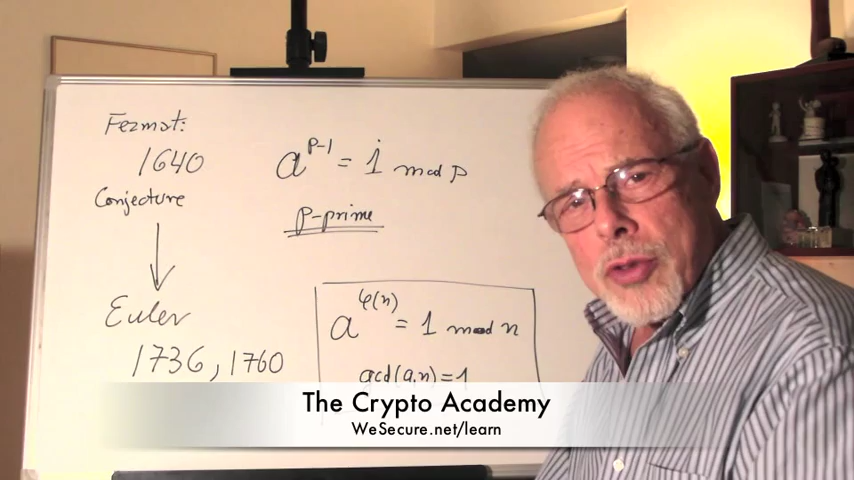 Fermat:
1640
Conjecture
Euler
1736, 1760
a^{p-1} = 1 mod p
p-prime
a^{φ(n)} = 1 mod n
gcd(a,n)=1
The Crypto Academy
WeSecure.net/learn